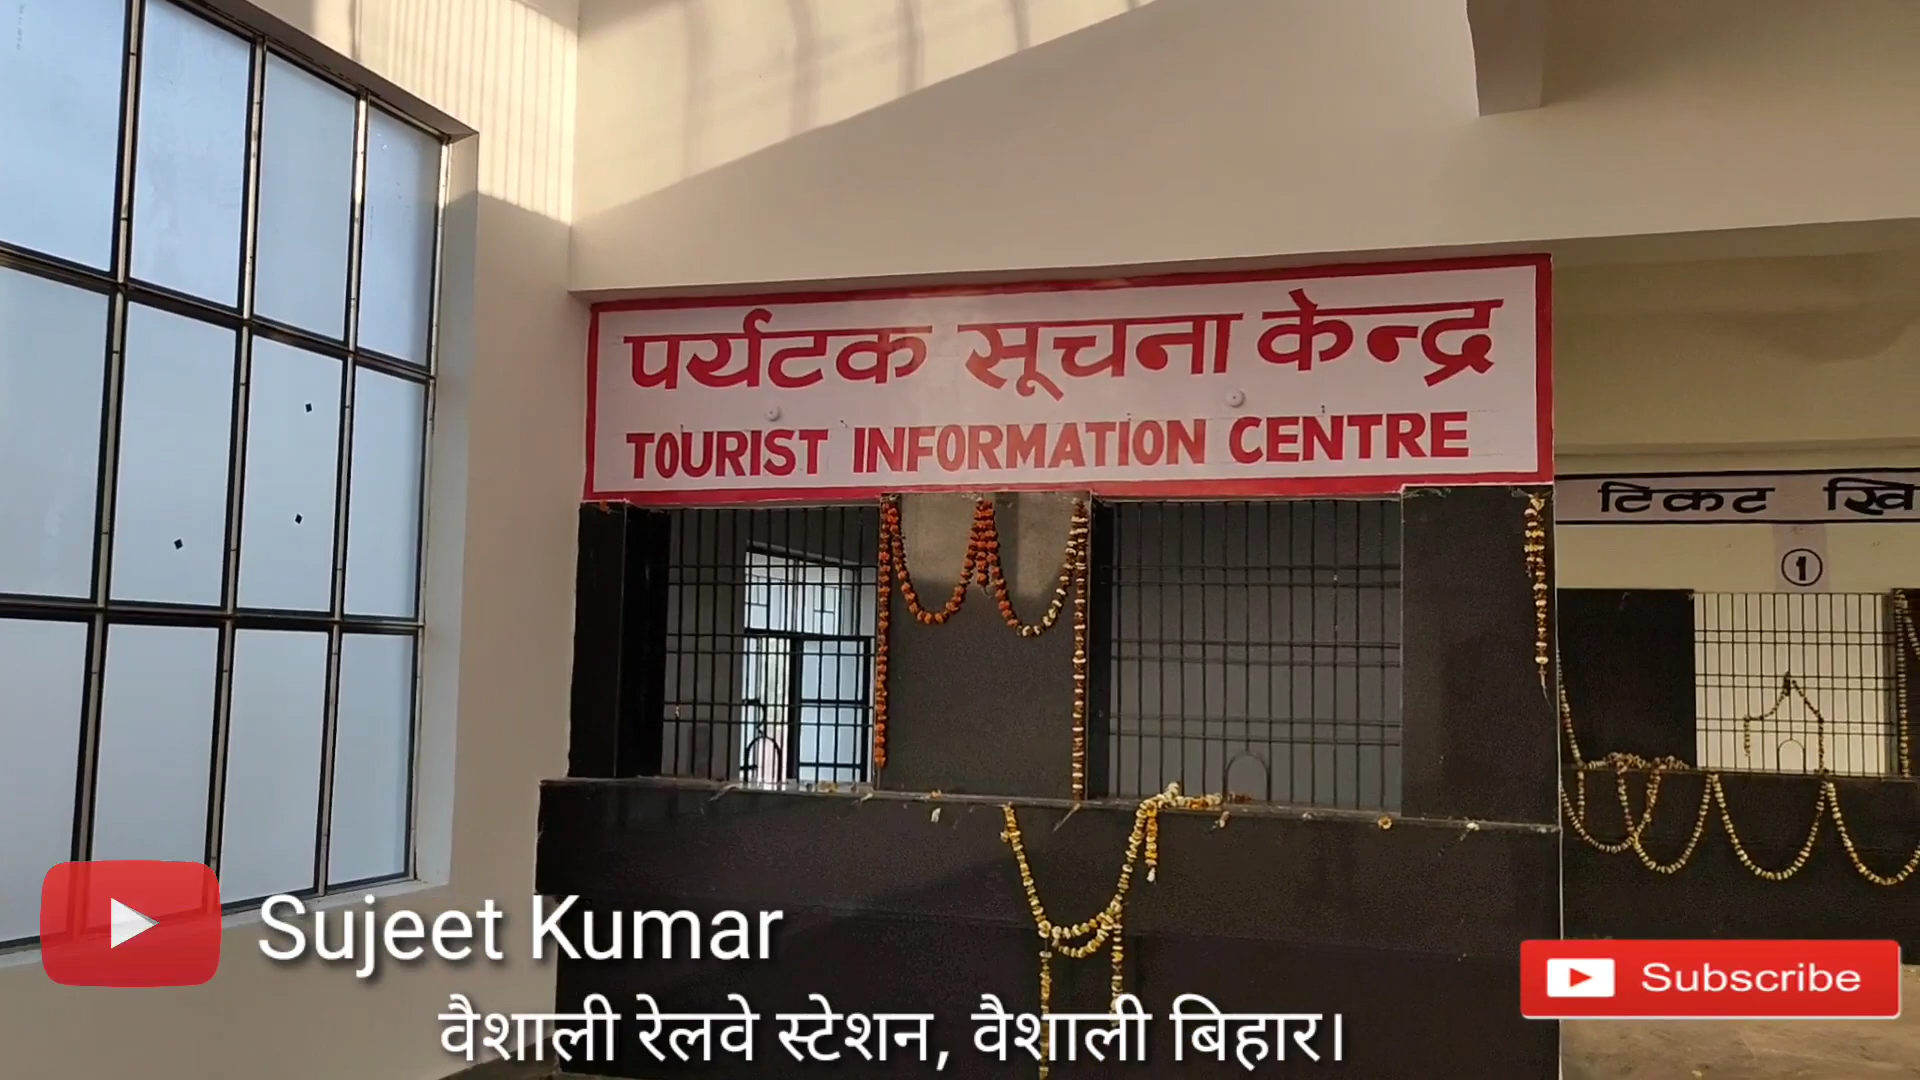 पर्यटक सूचना केन्द्र
TOURIST INFORMATION CENTRE
टिकट
1
Sujeet Kumar
Subscribe
वैशाली रेलवे स्टेशन, वैशाली बिहार।